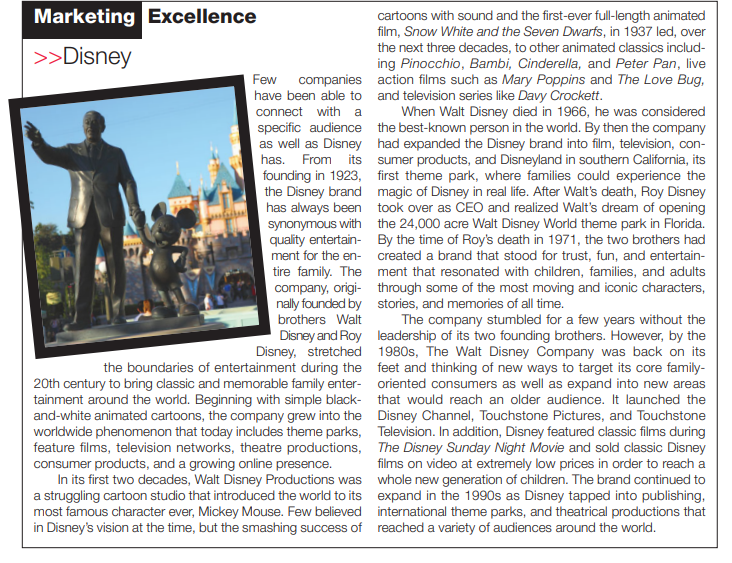 Marketing Excellence
>>Disney
Few companies
have been able to
connect with a
specific audience
as well as Disney
has. From its
founding in 1923,
the Disney brand
has always been
synonymous with
quality entertain-
ment for the en-
tire family. The
company, origi-
nally founded by
brothers Walt
Disney and Roy
Disney, stretched
the boundaries of entertainment during the
20th century to bring classic and memorable family enter-
tainment around the world. Beginning with simple black-
and-white animated cartoons, the company grew into the
worldwide phenomenon that today includes theme parks,
feature films, television networks, theatre productions,
consumer products, and a growing online presence.
In its first two decades, Walt Disney Productions was
a struggling cartoon studio that introduced the world to its
most famous character ever, Mickey Mouse. Few believed
in Disney's vision at the time, but the smashing success of
cartoons with sound and the first-ever full-length animated
film, Snow White and the Seven Dwarfs, in 1937 led, over
the next three decades, to other animated classics includ-
ing Pinocchio, Bambi, Cinderella, and Peter Pan, live
action films such as Mary Poppins and The Love Bug,
and television series like Davy Crockett.
When Walt Disney died in 1966, he was considered
the best-known person in the world. By then the company
had expanded the Disney brand into film, television, con-
sumer products, and Disneyland in southern California, its
first theme park, where families could experience the
magic of Disney in real life. After Walt's death, Roy Disney
took over as CEO and realized Walt's dream of opening
the 24,000 acre Walt Disney World theme park in Florida.
By the time of Roy's death in 1971, the two brothers had
created a brand that stood for trust, fun, and entertain-
ment that resonated with children, families, and adults
through some of the most moving and iconic characters,
stories, and memories of all time.
The company stumbled for a few years without the
leadership of its two founding brothers. However, by the
1980s, The Walt Disney Company was back on its
feet and thinking of new ways to target its core family-
oriented consumers as well as expand into new areas
that would reach an older audience. It launched the
Disney Channel, Touchstone Pictures, and Touchstone
Television. In addition, Disney featured classic films during
The Disney Sunday Night Movie and sold classic Disney
films on video at extremely low prices in order to reach a
whole new generation of children. The brand continued to
expand in the 1990s as Disney tapped into publishing,
international theme parks, and theatrical productions that
reached a variety of audiences around the world.